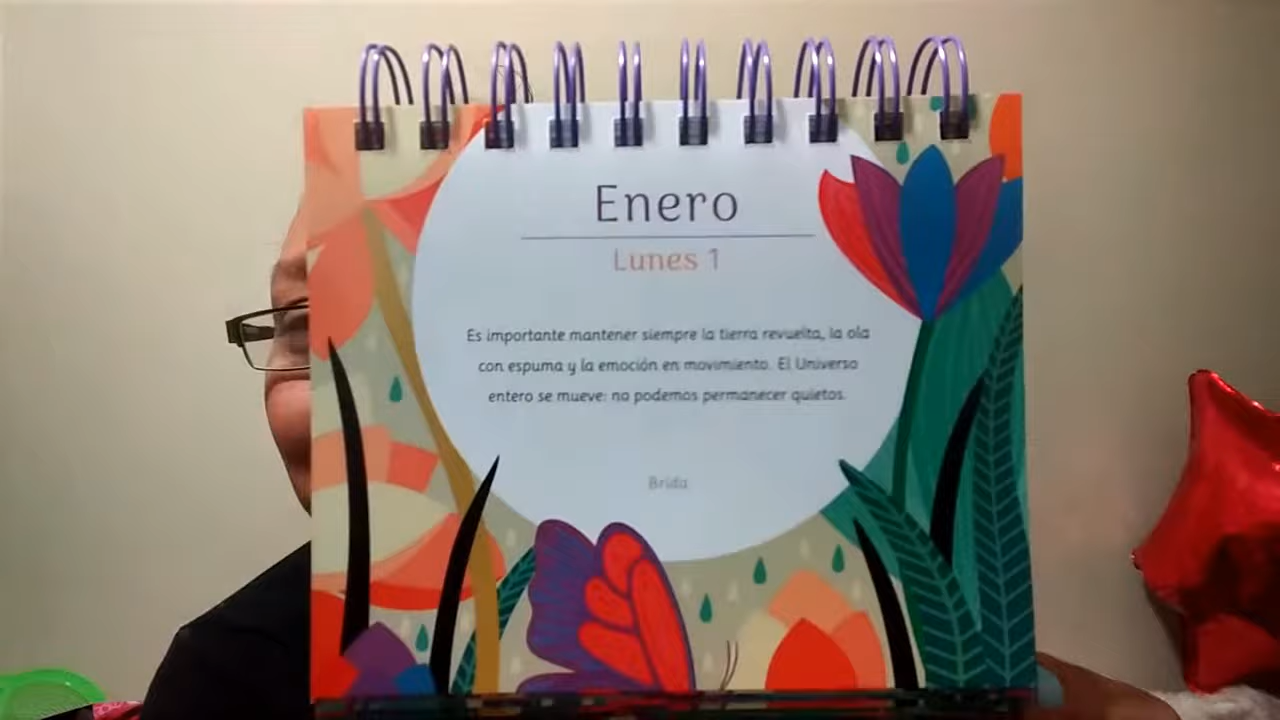 Enero
Lunes 1
Es importante mantener siempre la tierra revuelta, la ola
con espuma y la emoción en movimiento. El Universo
entero se mueve: no podemos permanecer quietos.
Brida